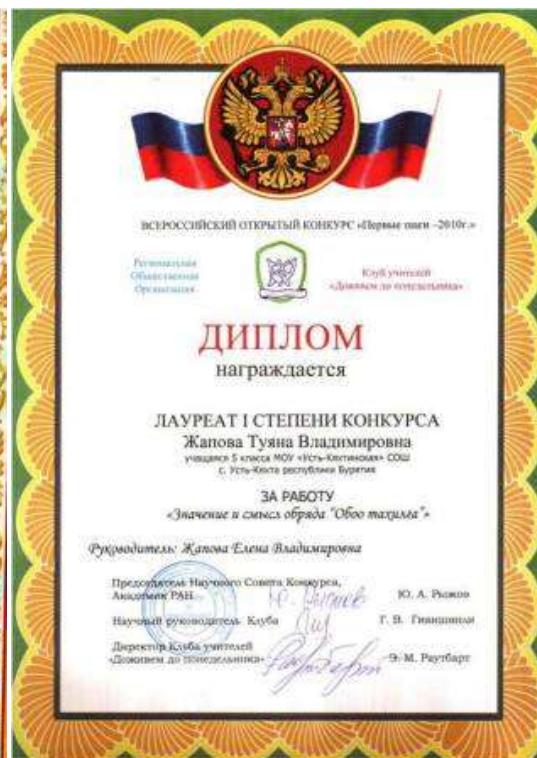 ВСЕРОССИЙСКИЙ ОТКРЫТЫЙ КОНКУРС «Первые шаги –2010г.»
Региональная
Общественная
Организация
Клуб учителей
«Доживем до понедельника»
ДИПЛОМ
награждается
ЛАУРЕАТ I СТЕПЕНИ КОНКУРСА
Жапова Туяна Владимировна
учащаяся 5 класса МОУ «Усть-Кяхтинская» СОШ
с. Усть-Кяхта республики Бурятия
ЗА РАБОТУ
«Значение и смысл обряда "Обоо тахилга"»
Руководитель: Жапова Елена Владимировна
Председатель Научного Совета Конкурса,
Академик РАН Ю. А. Рыжов
Научный руководитель Клуба Г. В.
Директор Клуба учителей
«Доживем до понедельника» Э. М. Раутбарт